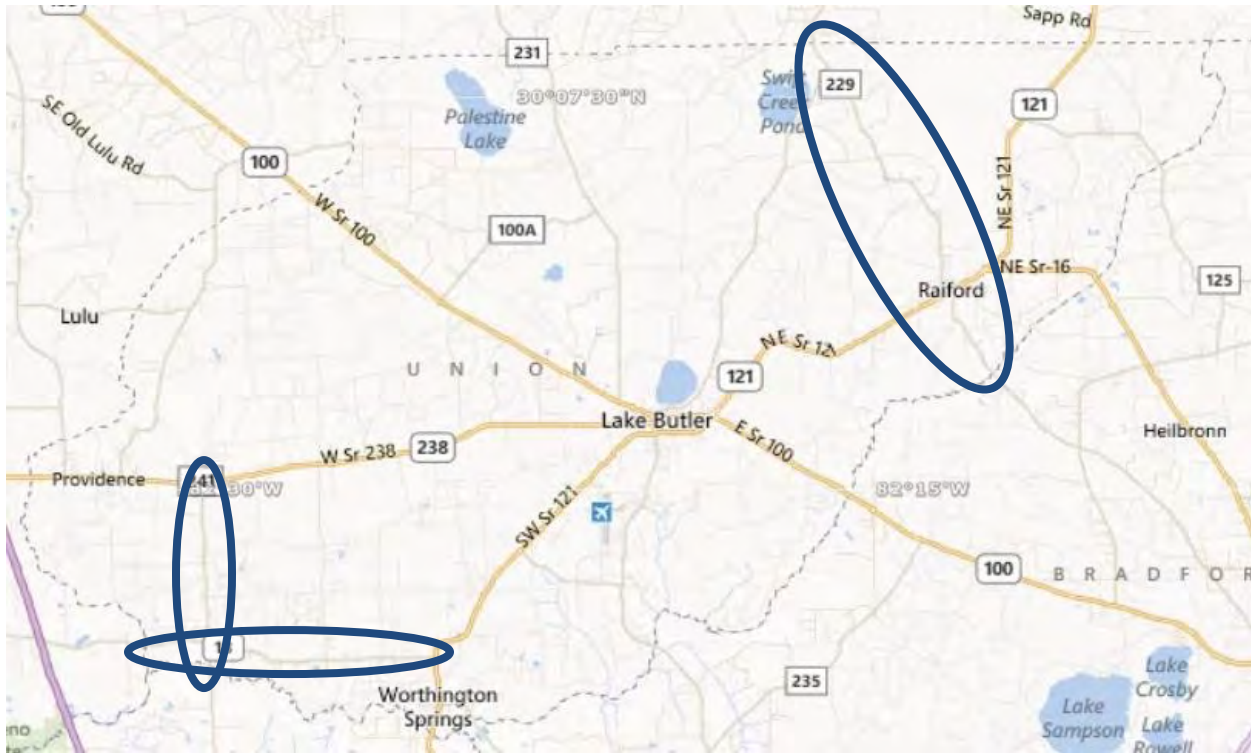 Sapp Rd
231
30°07'30"N
229
Swift
Creek
Pond
Palestine
Lake
121
SE Old Lulu Rd
100
NE Sr 121
W Sr 100
100A
NE Sr-16
125
Raiford
Lulu
NE Sr 121
UNION
121
Lake Butler
E Sr 100
Heilbronn
W Sr 238
238
Providence
241
82°15'W
SW Sr 121
100
BRADFOR
18
Worthington
Springs
235
Lake
Crosby
Lake
Sampson
Lake
Rowell